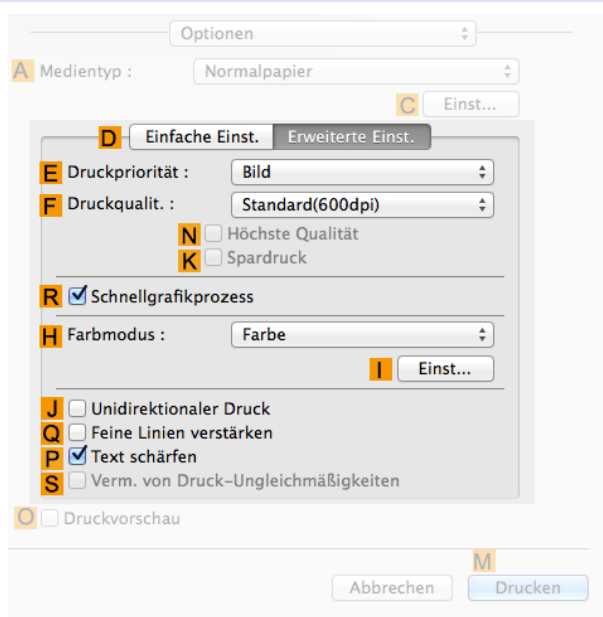 Optionen
A Medientyp : Normalpapier
C Einst...
D Einfache Einst. Erweiterte Einst.
E Druckpriorität : Bild
F Druckqualit. : Standard(600dpi)
N Höchste Qualität
K Spardruck
R Schnellgrafikprozess
H Farbmodus : Farbe
I Einst...
J Unidirektionaler Druck
Q Feine Linien verstärken
P Text schärfen
S Verm. von Druck-Ungleichmäßigkeiten
O Druckvorschau
M
Abbrechen Drucken